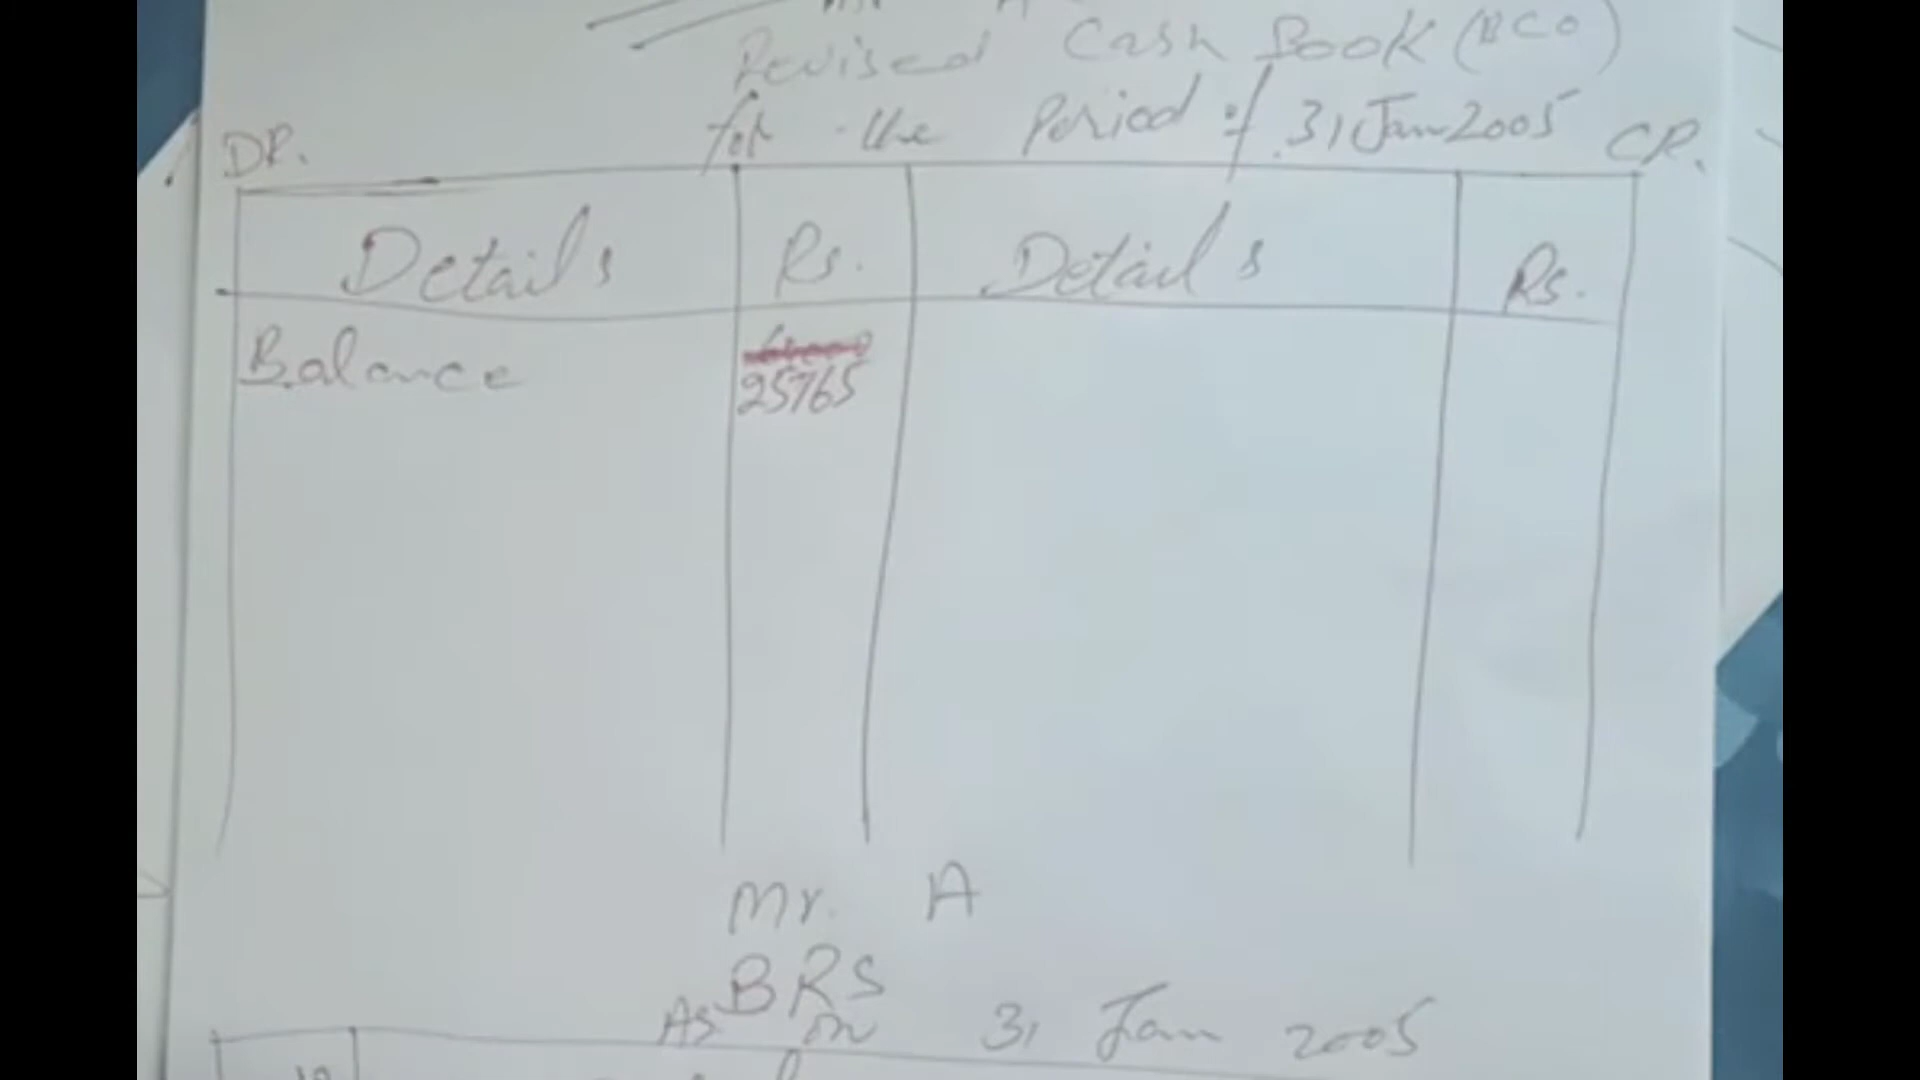 Revised Cash Book (BCO)
for the Period of 31 Jan 2005
DR. CR.
Details Rs. Details Rs.
Balance 25765
Mr. A
BRS
As on 31 Jan 2005